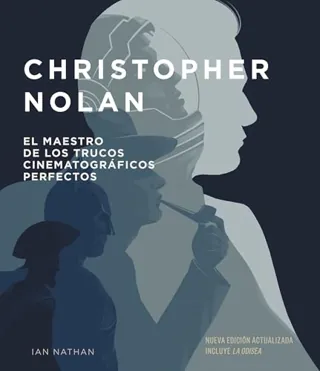 CHRISTOPHER
NOLAN
EL MAESTRO
DE LOS TRUCOS
CINEMATOGRÁFICOS
PERFECTOS
NUEVA EDICIÓN ACTUALIZADA
INCLUYE LA ODISEA
IAN NATHAN